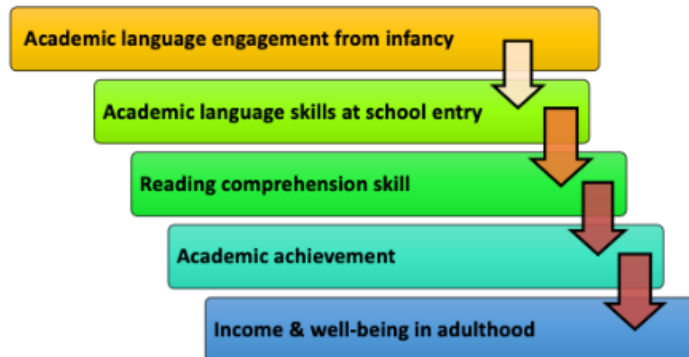 Academic language engagement from infancy
Academic language skills at school entry
Reading comprehension skill
Academic achievement
Income & well-being in adulthood